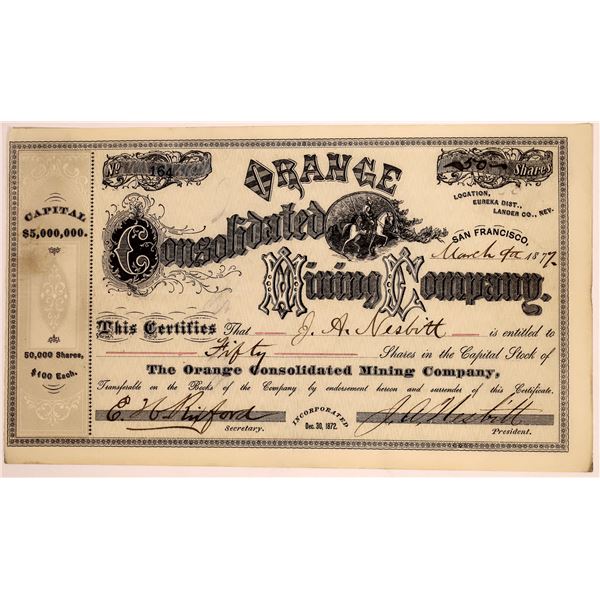 No 164
50 Shares
ORANGE
Consolidated
Mining Company.
LOCATION,
EUREKA DIST.,
LANDER CO., NEV.
SAN FRANCISCO,
March 9th 1877.
CAPITAL
$5,000,000.
50,000 Shares,
$100 Each.
This Certifies That J. A. Nesbitt is entitled to
Fifty Shares in the Capital Stock of
The Orange Consolidated Mining Company,
Transferable on the Books of the Company by endorsement hereon and surrender of this Certificate.
E. H. Rixford
Secretary.
INCORPORATED
Dec. 30, 1872.
J. A. Nesbitt
President.